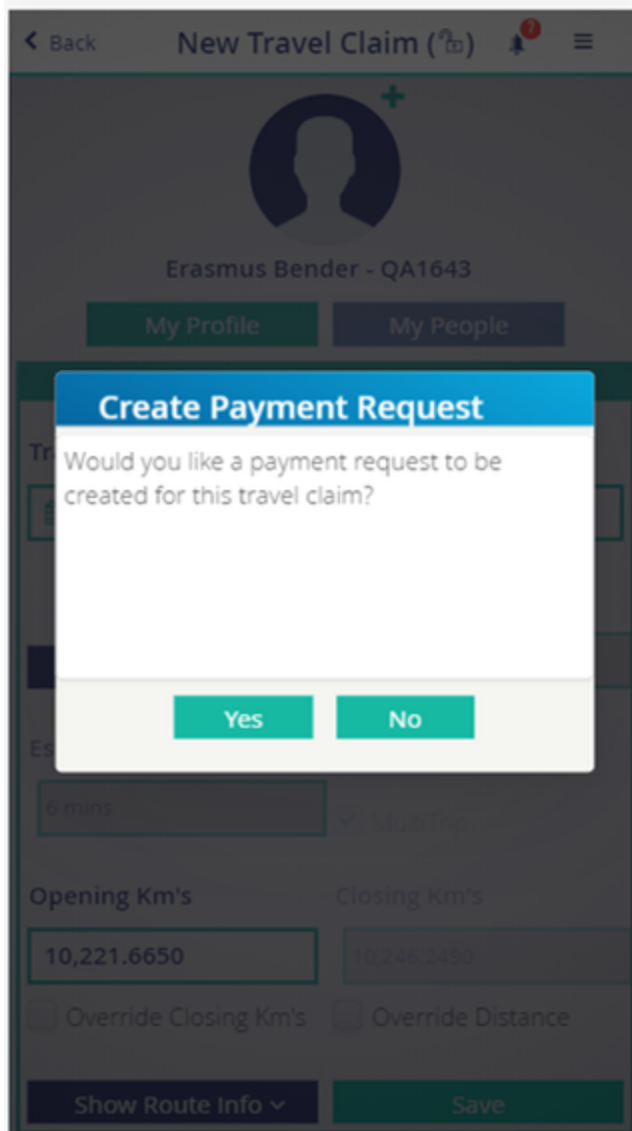 Back
New Travel Claim (
)
7
Erasmus Bender - QA1643
My Profile
My People
Create Payment Request
Would you like a payment request to be
created for this travel claim?
Yes
No
6 mins
Opening Km's
Closing Km's
10,221.6650
Override Closing Km's
Override Distance
Show Route Info
Save